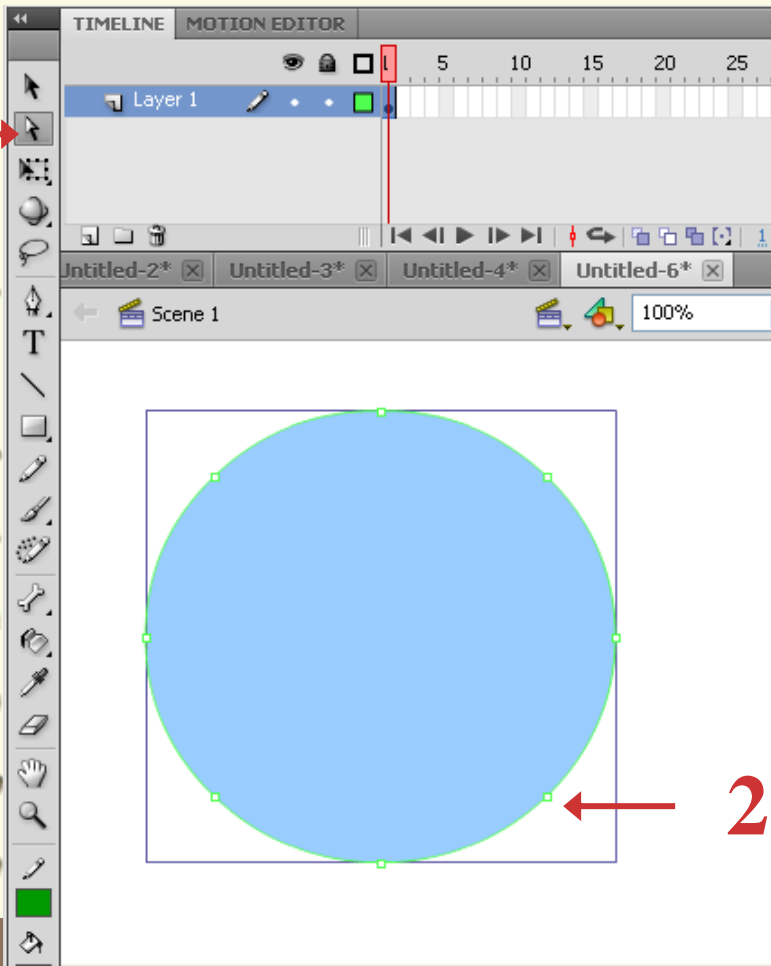 TIMELINE MOTION EDITOR
1 5 10 15 20 25
Layer 1
1
Untitled-2* Untitled-3* Untitled-4* Untitled-6*
Scene 1 100%
T
2